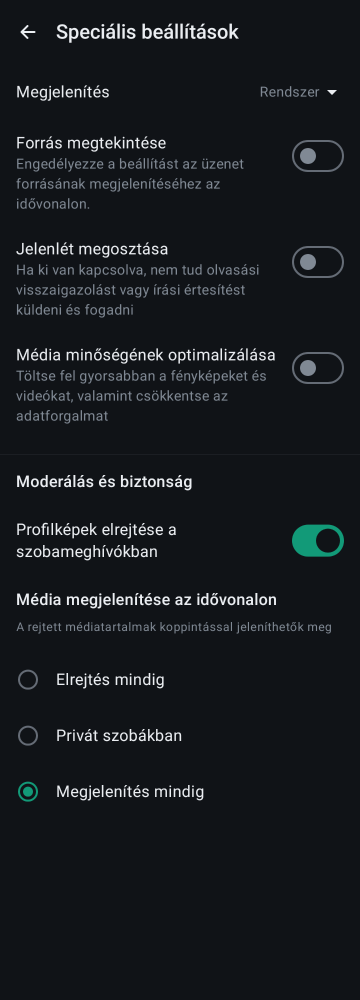 Speciális beállítások
Megjelenítés
Rendszer
Forrás megtekintése
Engedélyezze a beállítást az üzenet
forrásának megjelenítéséhez az
idővonalon.
Jelenlét megosztása
Ha ki van kapcsolva, nem tud olvasási
visszaigazolást vagy írási értesítést
küldeni és fogadni
Média minőségének optimalizálása
Töltse fel gyorsabban a fényképeket és
videókat, valamint csökkentse az
adatforgalmat
Moderálás és biztonság
Profilképek elrejtése a
szobameghívókban
Média megjelenítése az idővonalon
A rejtett médiatartalmak koppintással jeleníthetők meg
Elrejtés mindig
Privát szobákban
Megjelenítés mindig